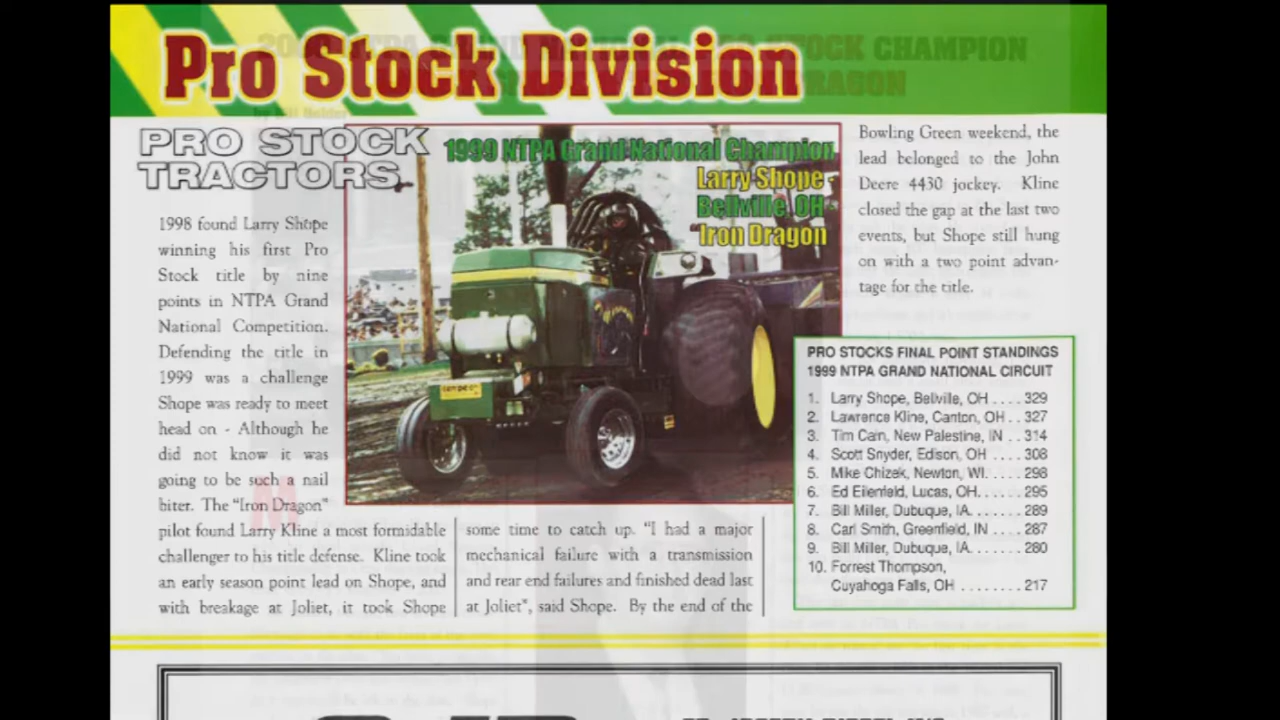 Pro Stock Division
STOCK CHAMPION
PRO STOCK
TRACTORS
1999 NTPA Grand National Champion
Larry Shope -
Bellville, OH -
"Iron Dragon
1998 found Larry Shope
winning his first Pro
Stock title by nine
points in NTPA Grand
National Competition.
Defending the title in
1999 was a challenge
Shope was ready to meet
head on - Although he
did not know it was
going to be such a nail
biter. The "Iron Dragon"
pilot found Larry Kline a most formidable
challenger to his title defense. Kline took
an early season point lead on Shope, and
with breakage at Joliet, it took Shope
some time to catch up. "I had a major
mechanical failure with a transmission
and rear end failures and finished dead last
at Joliet", said Shope. By the end of the
Bowling Green weekend, the
lead belonged to the John
Deere 4430 jockey. Kline
closed the gap at the last two
events, but Shope still hung
on with a two point advan-
tage for the title.
PRO STOCKS FINAL POINT STANDINGS
1999 NTPA GRAND NATIONAL CIRCUIT
1. Larry Shope, Bellville, OH .... 329
2. Lawrence Kline, Canton, OH .. 327
3. Tim Cain, New Palestine, IN .. 314
4. Scott Snyder, Edison, OH .... 308
5. Mike Chizek, Newton, WI. .... 298
6. Ed Eilenfeld, Lucas, OH. ..... 295
7. Bill Miller, Dubuque, IA. ...... 289
8. Carl Smith, Greenfield, IN .... 287
9. Bill Miller, Dubuque, IA. ...... 280
10. Forrest Thompson,
Cuyahoga Falls, OH ........ 217